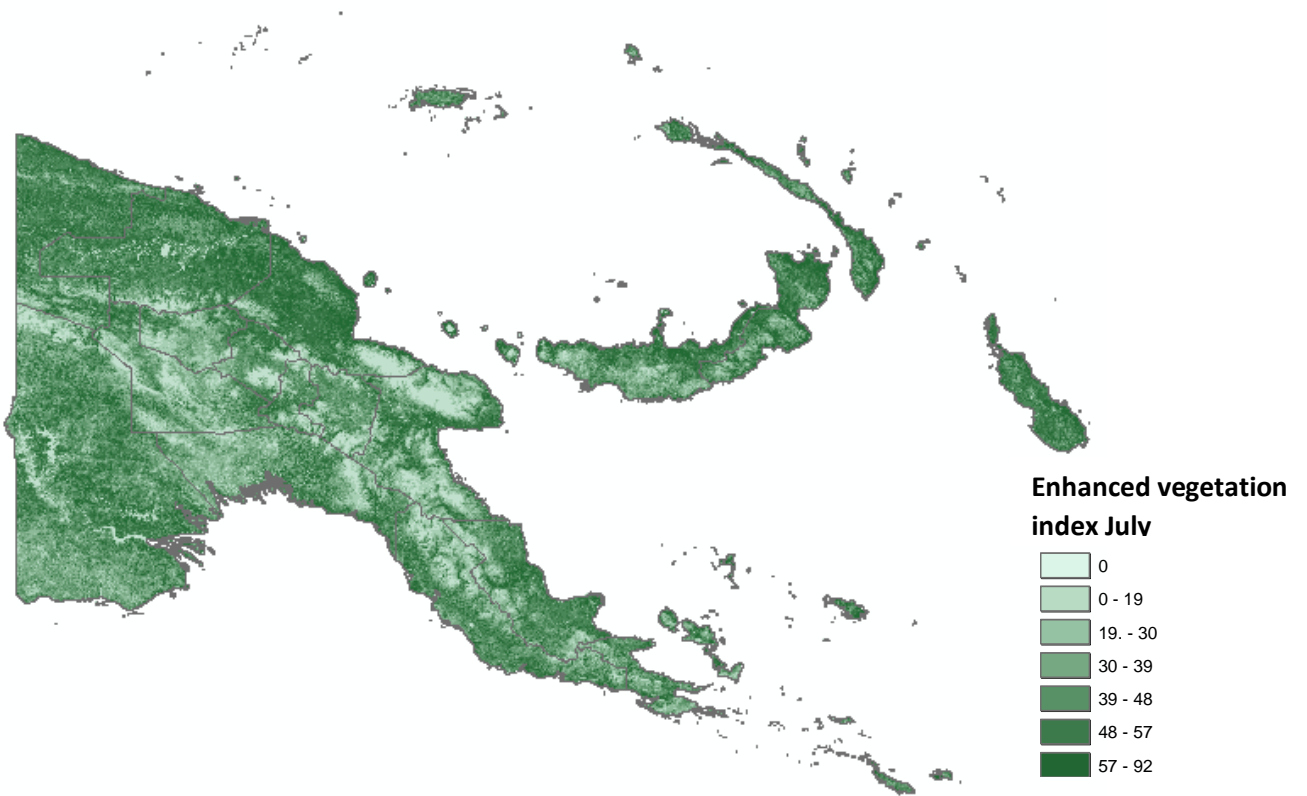 Enhanced vegetation
index July
0
0 - 19
19. - 30
30 - 39
39 - 48
48 - 57
57 - 92